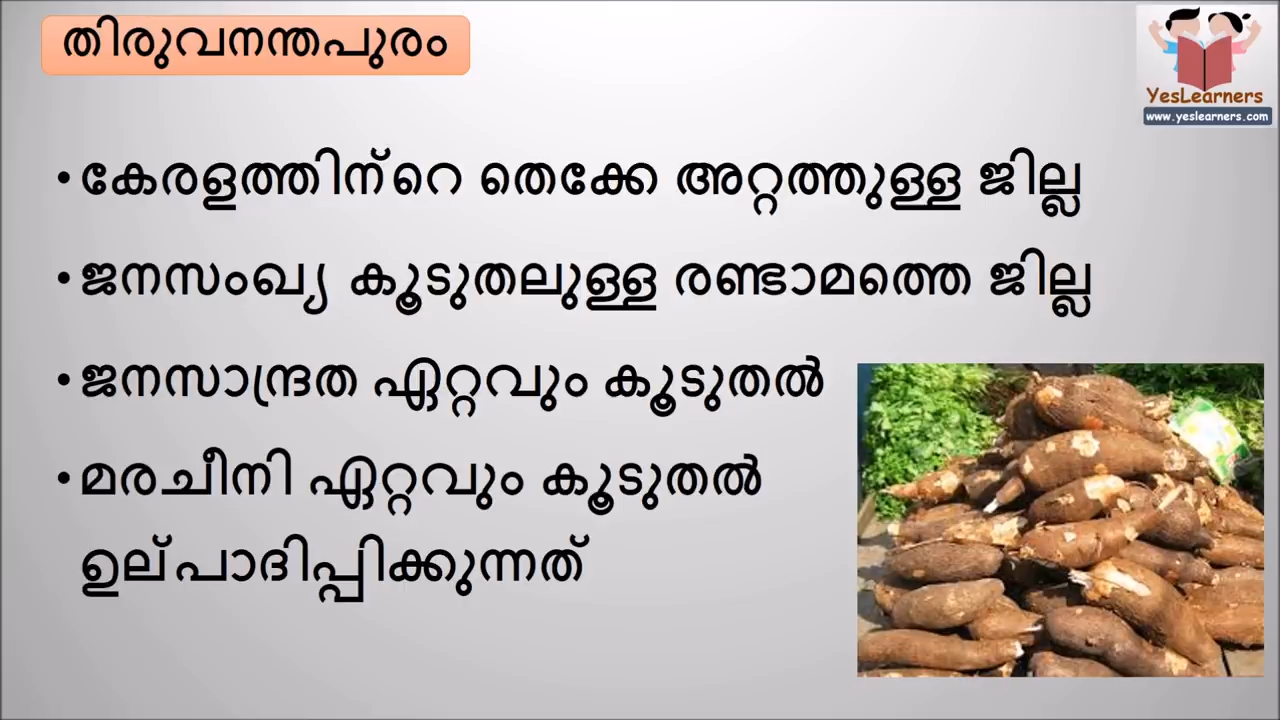 തിരുവനന്തപുരം
YesLearners
www.yeslearners.com
•കേരളത്തിന്‍റെ തെക്കേ അറ്റത്തുള്ള ജില്ല
•ജനസംഖ്യ കൂടുതലുള്ള രണ്ടാമത്തെ ജില്ല
•ജനസാന്ദ്രത ഏറ്റവും കൂടുതൽ
•മരചീനി ഏറ്റവും കൂടുതൽ
ഉല്പാദിപ്പിക്കുന്നത്